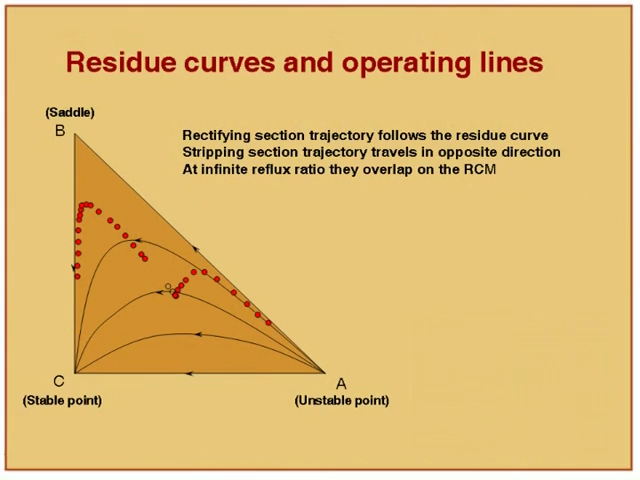 Residue curves and operating lines
(Saddle)
B
Rectifying section trajectory follows the residue curve
Stripping section trajectory travels in opposite direction
At infinite reflux ratio they overlap on the RCM
C
A
(Stable point)
(Unstable point)